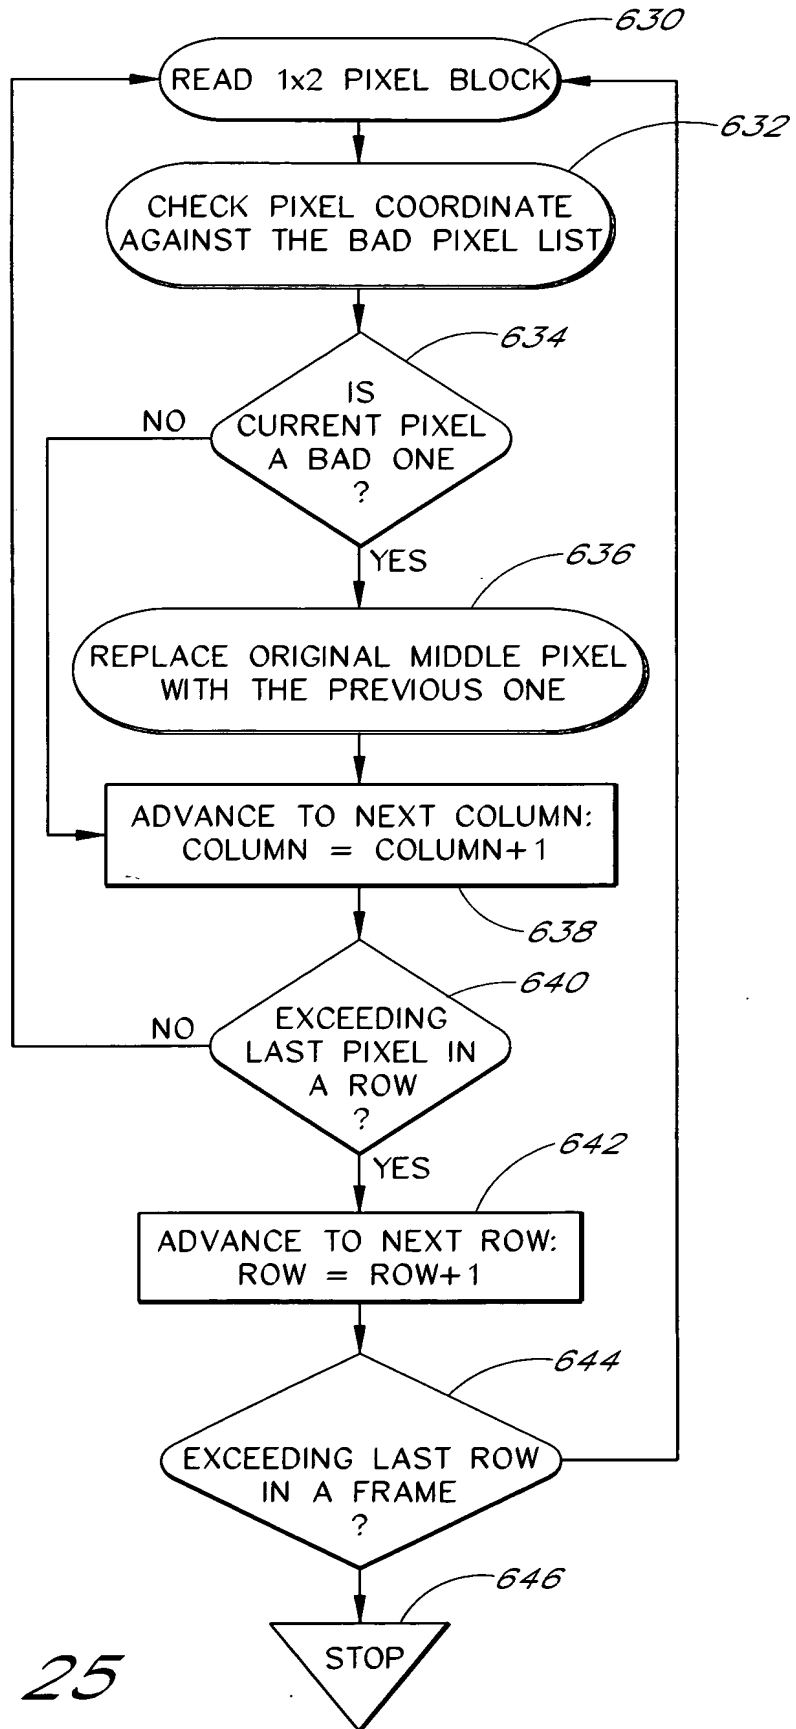 630
READ 1x2 PIXEL BLOCK
632
CHECK PIXEL COORDINATE
AGAINST THE BAD PIXEL LIST
634
IS
CURRENT PIXEL
A BAD ONE
?
NO
YES
636
REPLACE ORIGINAL MIDDLE PIXEL
WITH THE PREVIOUS ONE
ADVANCE TO NEXT COLUMN:
COLUMN = COLUMN+1
638
640
EXCEEDING
LAST PIXEL IN
A ROW
?
NO
YES
642
ADVANCE TO NEXT ROW:
ROW = ROW+1
644
EXCEEDING LAST ROW
IN A FRAME
?
646
STOP
25